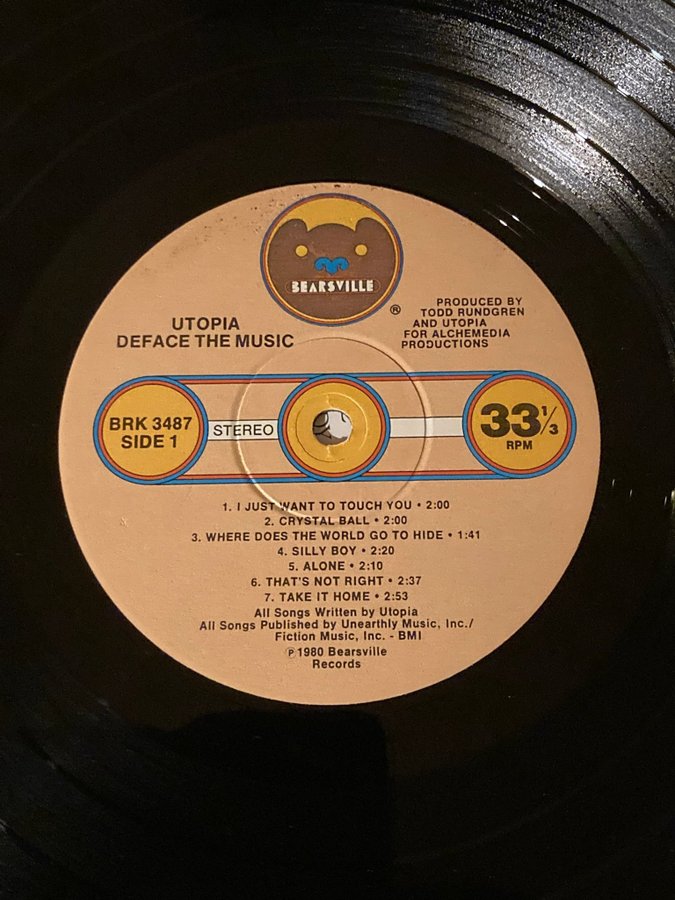 BEARSVILLE
®
UTOPIA
DEFACE THE MUSIC
PRODUCED BY
TODD RUNDGREN
AND UTOPIA
FOR ALCHEMEDIA
PRODUCTIONS
BRK 3487
SIDE 1
STEREO
33 1/3
RPM
1. I JUST WANT TO TOUCH YOU • 2:00
2. CRYSTAL BALL • 2:00
3. WHERE DOES THE WORLD GO TO HIDE • 1:41
4. SILLY BOY • 2:20
5. ALONE • 2:10
6. THAT'S NOT RIGHT • 2:37
7. TAKE IT HOME • 2:53
All Songs Written by Utopia
All Songs Published by Unearthly Music, Inc./
Fiction Music, Inc. - BMI
℗1980 Bearsville
Records